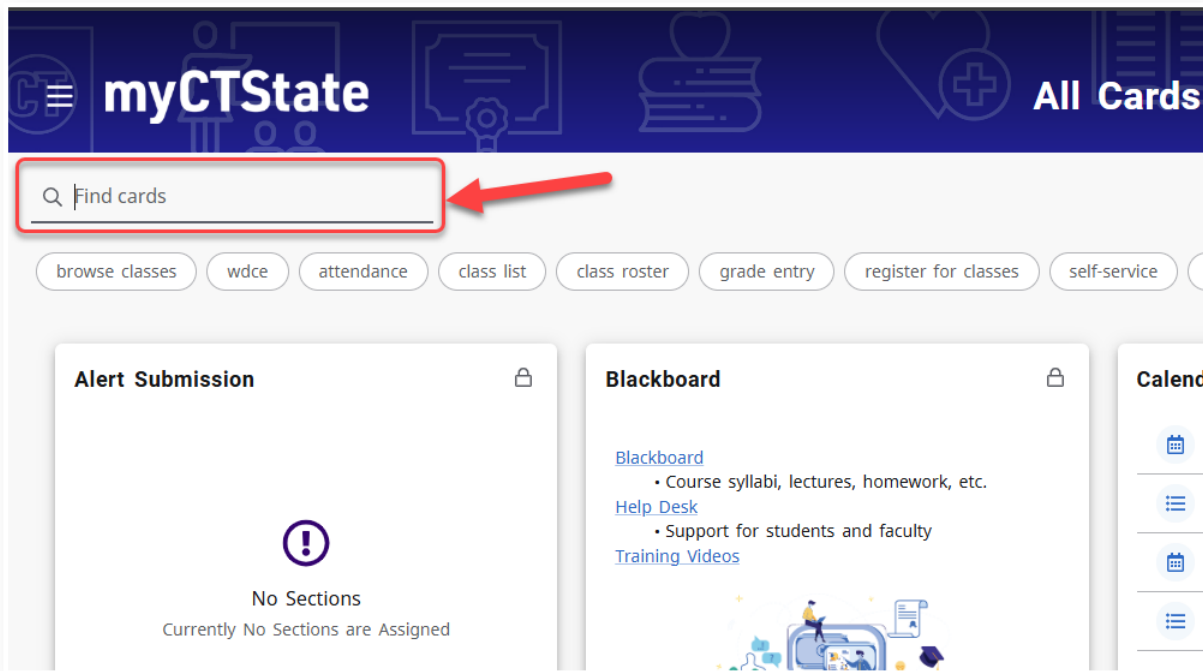 myCTState
All Cards
Find cards
browse classes wdce attendance class list class roster grade entry register for classes self-service
Alert Submission
Blackboard
Calend
Blackboard
• Course syllabi, lectures, homework, etc.
Help Desk
• Support for students and faculty
Training Videos
No Sections
Currently No Sections are Assigned
CT